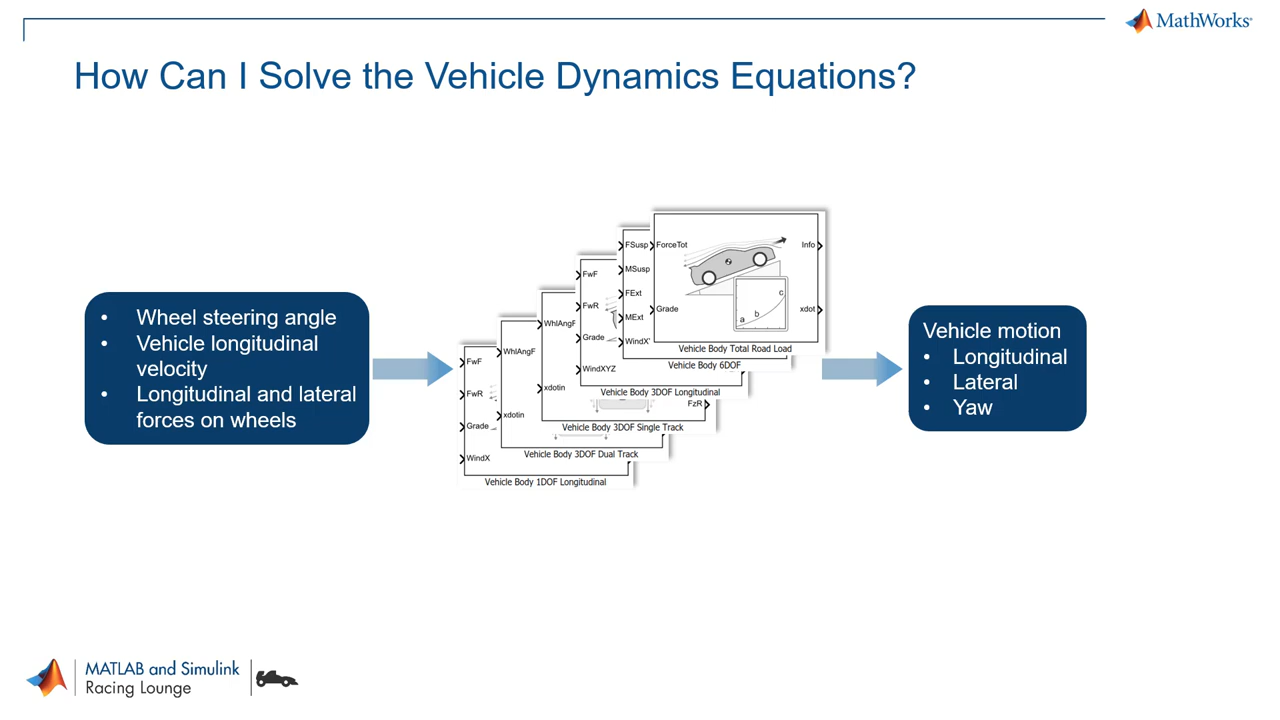 MathWorks®
How Can I Solve the Vehicle Dynamics Equations?
• Wheel steering angle
• Vehicle longitudinal
velocity
• Longitudinal and lateral
forces on wheels
FwF
FwR
Grade
WindX
Vehicle Body 1DOF Longitudinal
WhlAngF
xdotin
Vehicle Body 3DOF Dual Track
WhlAngF
xdotin
FzR
Vehicle Body 3DOF Single Track
FwF
FwR
Grade
WindXYZ
Vehicle Body 3DOF Longitudinal
FSusp
MSusp
FExt
MExt
WindX
Vehicle Body 6DOF
ForceTot
Grade
Info
xdot
a
b
c
Vehicle Body Total Road Load
Vehicle motion
• Longitudinal
• Lateral
• Yaw
MATLAB and Simulink
Racing Lounge